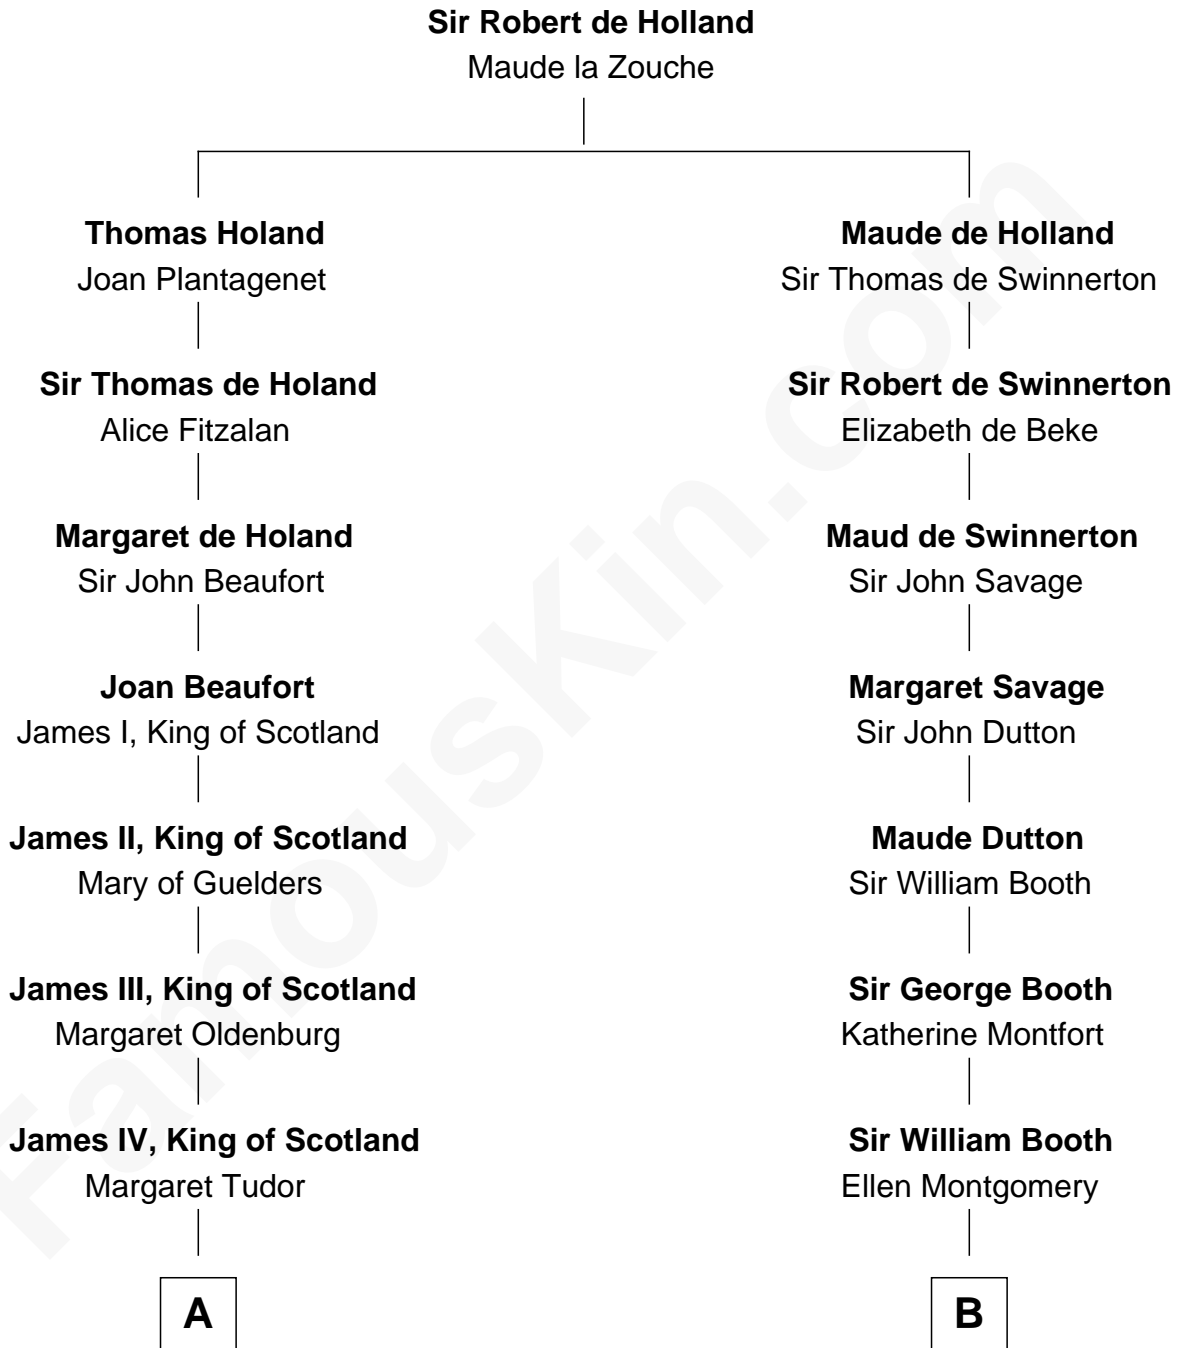 Sir Robert de Holland
Maude la Zouche
Thomas Holand
Joan Plantagenet
Sir Thomas de Holand
Alice Fitzalan
Margaret de Holand
Sir John Beaufort
Joan Beaufort
James I, King of Scotland
James II, King of Scotland
Mary of Guelders
James III, King of Scotland
Margaret Oldenburg
James IV, King of Scotland
Margaret Tudor
A
Maude de Holland
Sir Thomas de Swinnerton
Sir Robert de Swinnerton
Elizabeth de Beke
Maud de Swinnerton
Sir John Savage
Margaret Savage
Sir John Dutton
Maude Dutton
Sir William Booth
Sir George Booth
Katherine Montfort
Sir William Booth
Ellen Montgomery
B
FamousKin.com